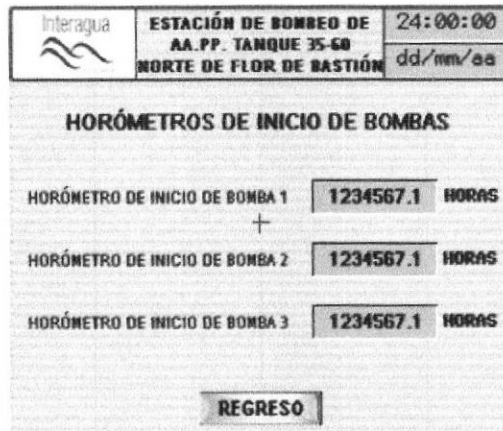 Interagua
ESTACIÓN DE BOMBEO DE
AA.PP. TANQUE 35-60
NORTE DE FLOR DE BASTIÓN
24:00:00
dd/mm/aa
HORÓMETROS DE INICIO DE BOMBAS
HORÓMETRO DE INICIO DE BOMBA 1 1234567.1 HORAS
HORÓMETRO DE INICIO DE BOMBA 2 1234567.1 HORAS
HORÓMETRO DE INICIO DE BOMBA 3 1234567.1 HORAS
REGRESO